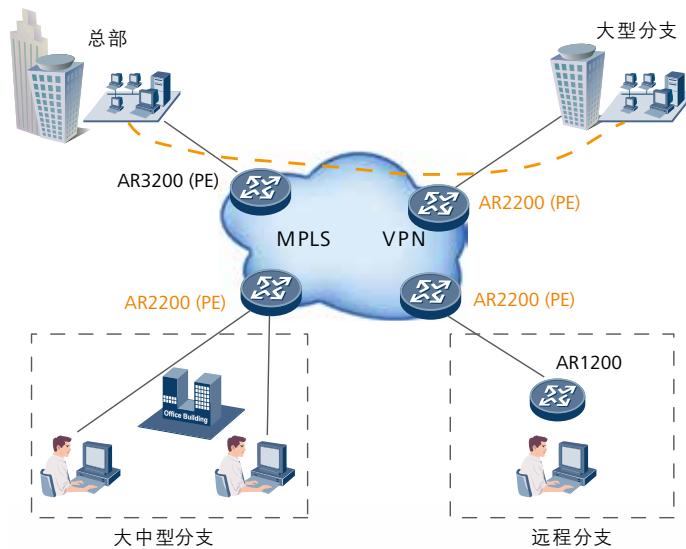 总部
大型分支
AR3200 (PE)
AR2200 (PE)
MPLS VPN
AR2200 (PE)
AR2200 (PE)
AR1200
Office Building
大中型分支
远程分支